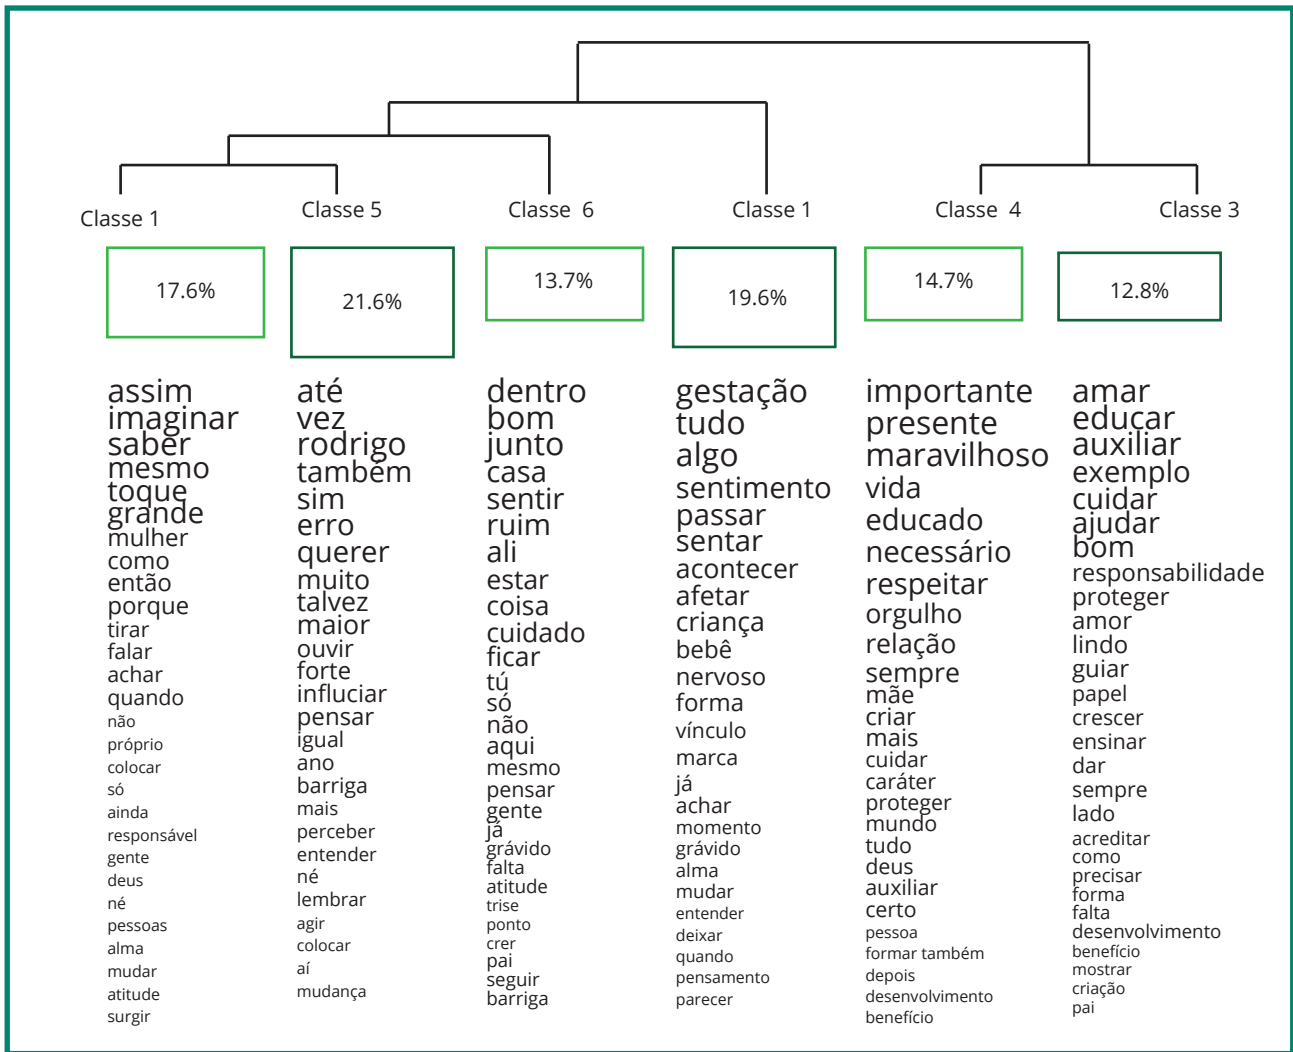 Classe 1
Classe 5
Classe 6
Classe 1
Classe 4
Classe 3
17.6%
21.6%
13.7%
19.6%
14.7%
12.8%
assim
imaginar
saber
mesmo
toque
grande
mulher
como
então
porque
tirar
falar
achar
quando
não
próprio
colocar
só
ainda
responsável
gente
deus
né
pessoas
alma
mudar
atitude
surgir
até
vez
rodrigo
também
sim
erro
querer
muito
talvez
maior
ouvir
forte
influciar
pensar
igual
ano
barriga
mais
perceber
entender
né
lembrar
agir
colocar
aí
mudança
dentro
bom
junto
casa
sentir
ruim
ali
estar
coisa
cuidado
ficar
tú
só
não
aqui
mesmo
pensar
gente
já
grávido
falta
atitude
trise
ponto
crer
pai
seguir
barriga
gestação
tudo
algo
sentimento
passar
sentar
acontecer
afetar
criança
bebê
nervoso
forma
vínculo
marca
já
achar
momento
grávido
alma
mudar
entender
deixar
quando
pensamento
parecer
importante
presente
maravilhoso
vida
educado
necessário
respeitar
orgulho
relação
sempre
mãe
criar
mais
cuidar
caráter
proteger
mundo
tudo
deus
auxiliar
certo
pessoa
formar também
depois
desenvolvimento
benefício
amar
educar
auxiliar
exemplo
cuidar
ajudar
bom
responsabilidade
proteger
amor
lindo
guiar
papel
crescer
ensinar
dar
sempre
lado
acreditar
como
precisar
forma
falta
desenvolvimento
benefício
mostrar
criação
pai